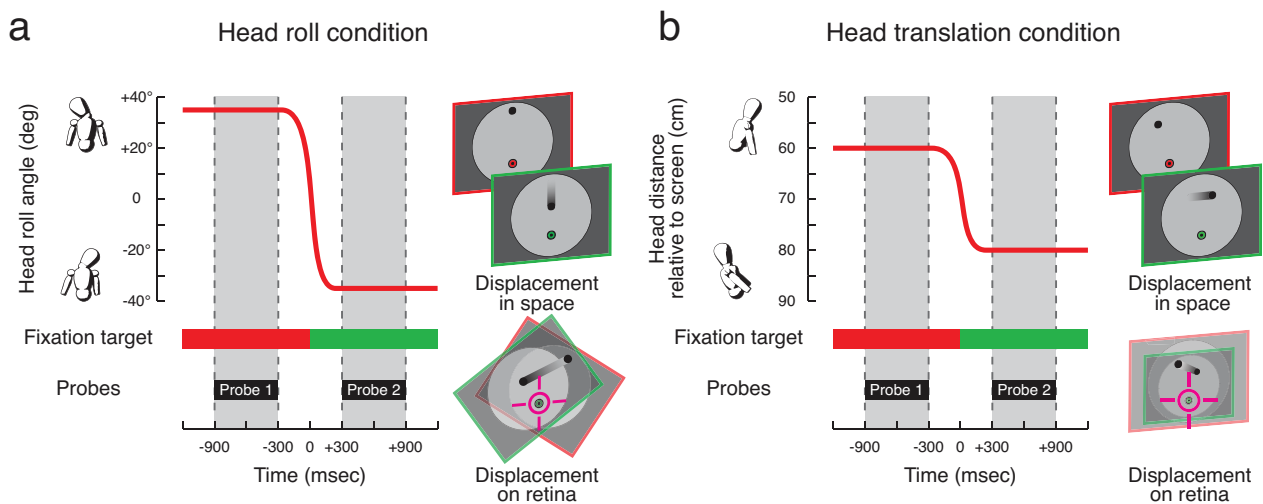 a
Head roll condition
Head roll angle (deg)
+40°
+20°
0
-20°
-40°
Displacement
in space
Fixation target
Probes
Probe 1
Probe 2
-900
-300
0
+300
+900
Time (msec)
Displacement
on retina
b
Head translation condition
Head distance
relative to screen (cm)
50
60
70
80
90
Displacement
in space
Fixation target
Probes
Probe 1
Probe 2
-900
-300
0
+300
+900
Time (msec)
Displacement
on retina